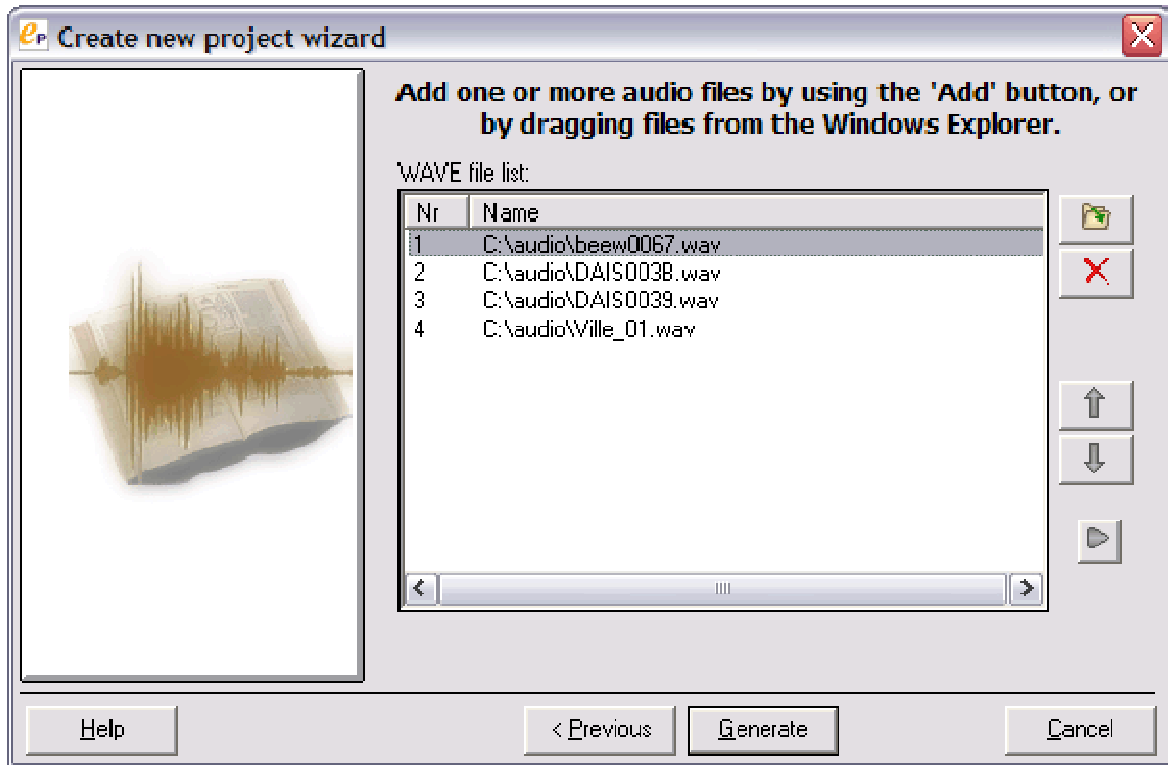 eP Create new project wizard
Add one or more audio files by using the 'Add' button, or
by dragging files from the Windows Explorer.
WAVE file list:
Nr Name
1 C:\audio\beew0067.wav
2 C:\audio\DAIS003B.wav
3 C:\audio\DAIS0039.wav
4 C:\audio\Ville_01.wav
Help < Previous Generate Cancel